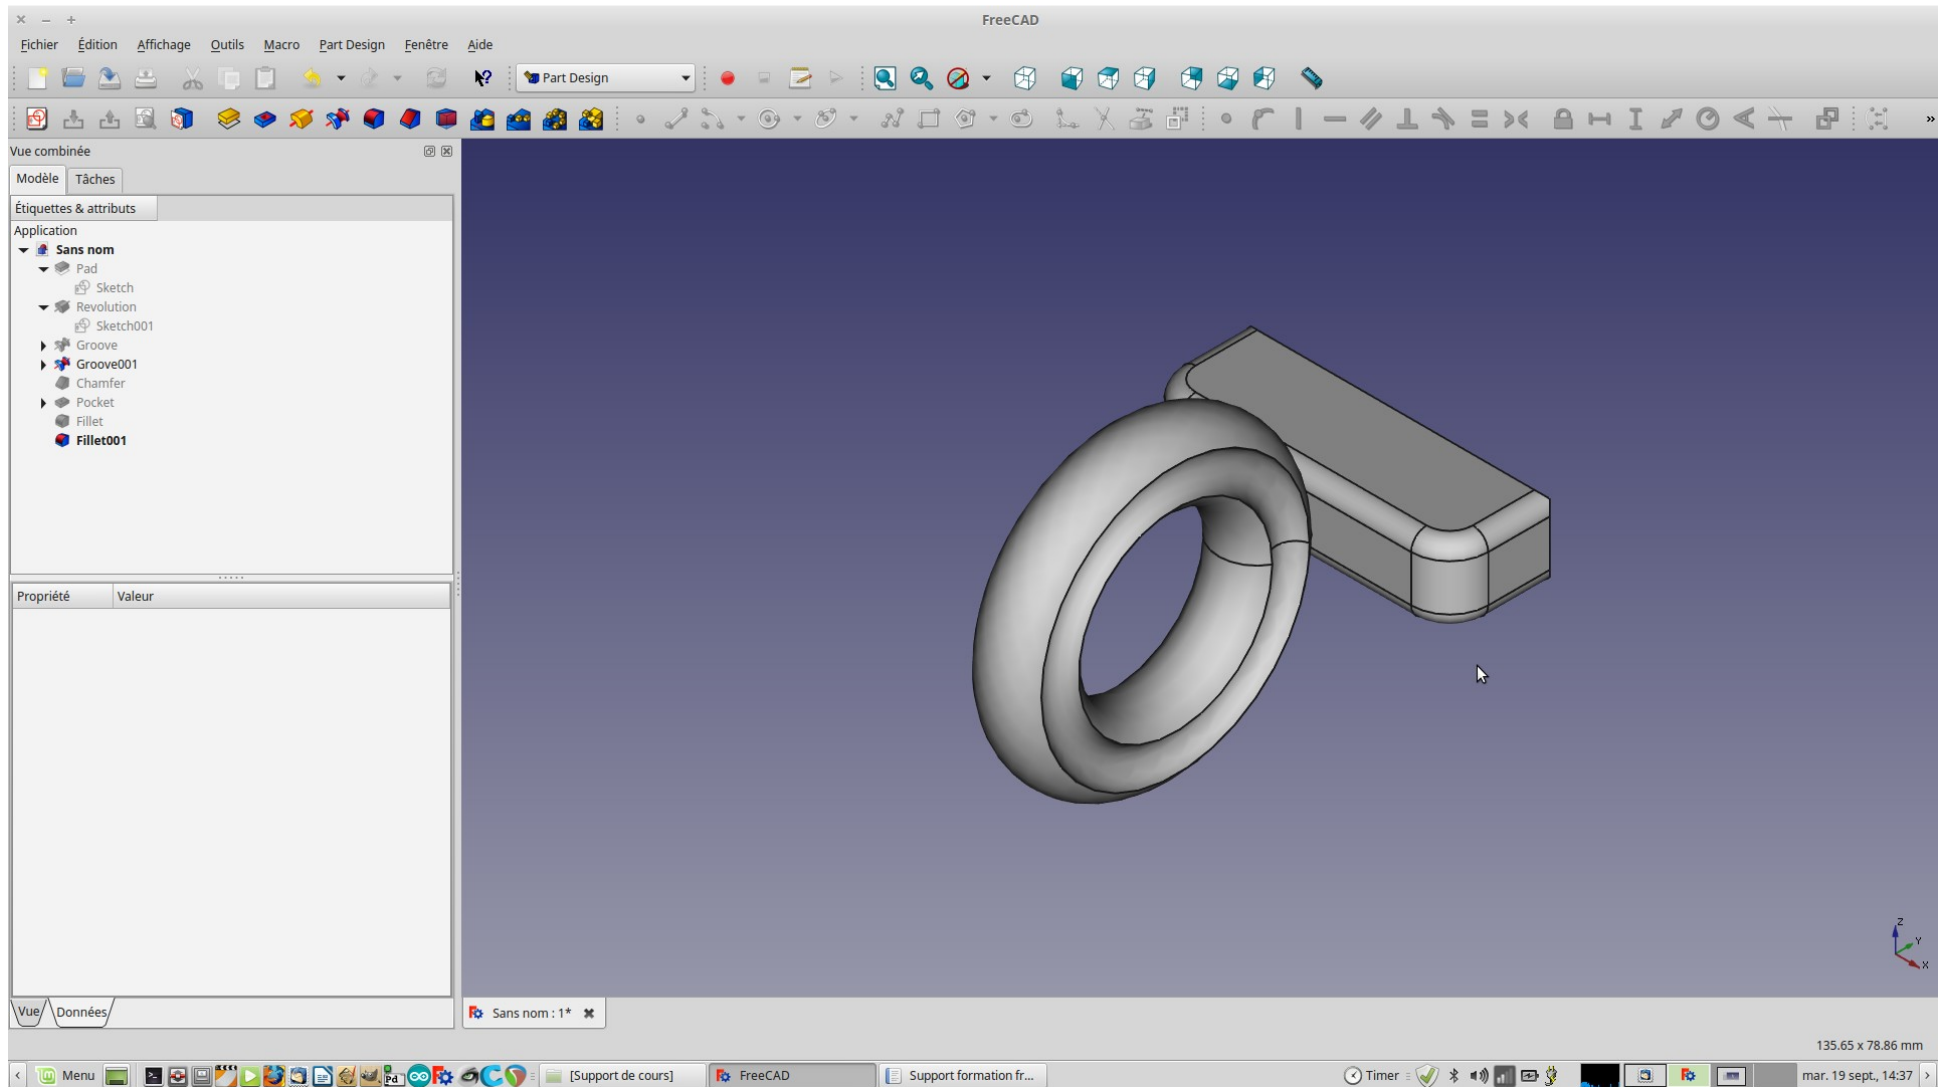 FreeCAD
Fichier Édition Affichage Outils Macro Part Design Fenêtre Aide
Part Design
Vue combinée
Modèle Tâches
Étiquettes & attributs
Application
Sans nom
Pad
Sketch
Revolution
Sketch001
Groove
Groove001
Chamfer
Pocket
Fillet
Fillet001
Propriété Valeur
Z
Y
X
Vue Données
Sans nom : 1*
135.65 x 78.86 mm
Menu Pd [Support de cours] FreeCAD Support formation fr... Timer mar. 19 sept., 14:37